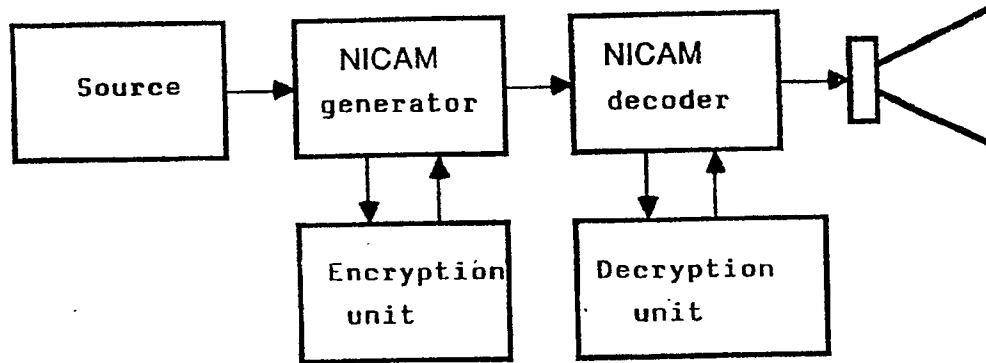 Source
NICAM
generator
NICAM
decoder
Encryption
unit
Decryption
unit